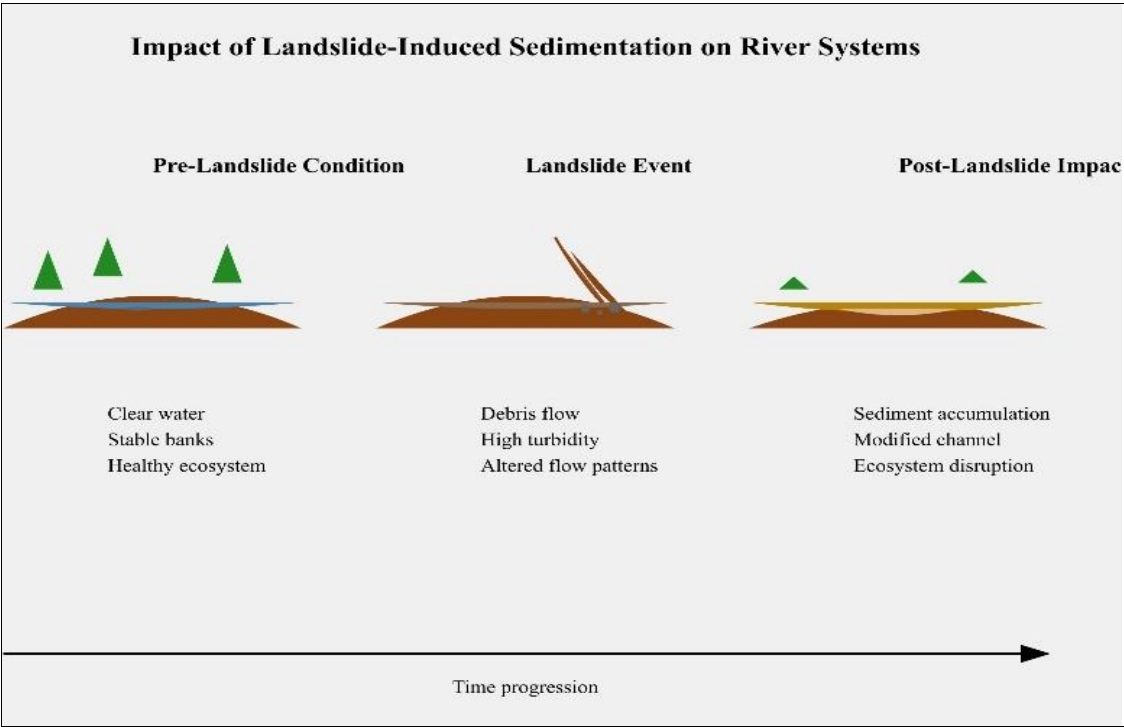 Impact of Landslide-Induced Sedimentation on River Systems
Pre-Landslide Condition
Landslide Event
Post-Landslide Impac
Clear water
Stable banks
Healthy ecosystem
Debris flow
High turbidity
Altered flow patterns
Sediment accumulation
Modified channel
Ecosystem disruption
Time progression